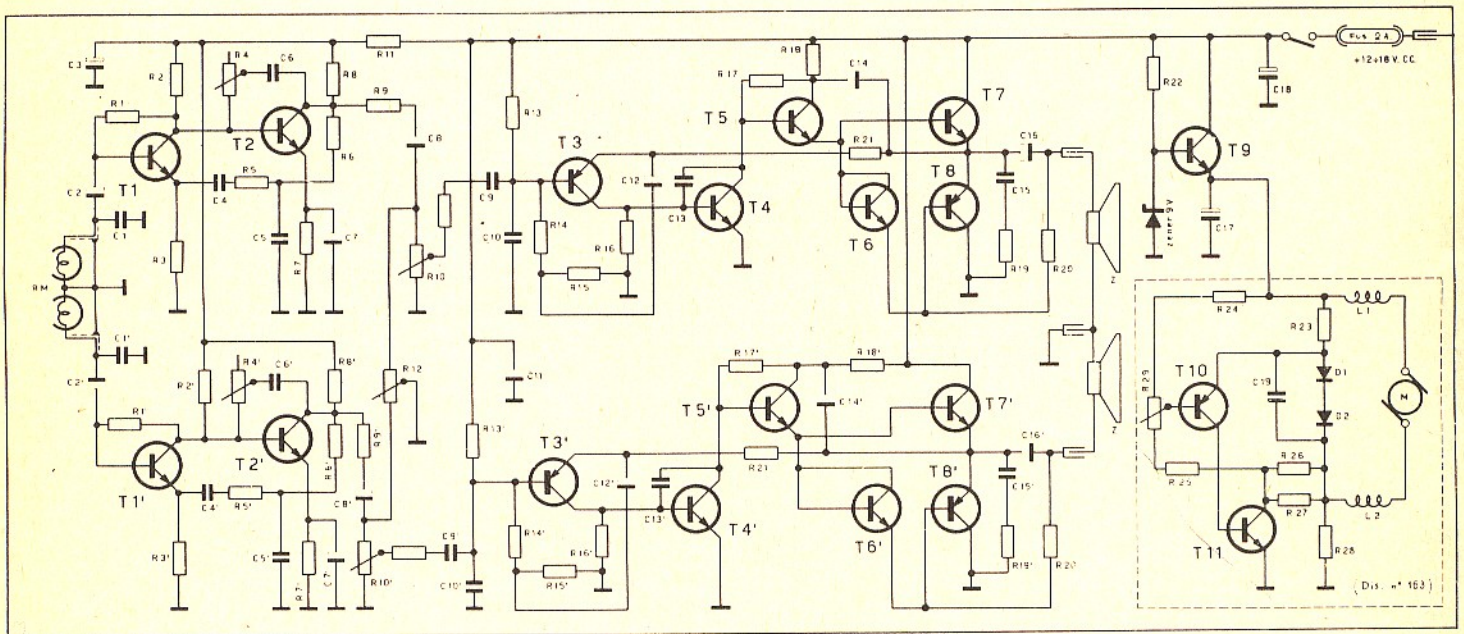 C3
R2
R1
T1
C2
C1
RM
C1'
C2'
R3
C4
R5
R4
C6
T2
R8
R6
R9
C5
R7
C7
R11
C8
R10
R12
R13
C9
C10
T3
R14
R15
R16
C12
C13
T4
R17
R18
C14
T5
R21
T6
T7
T8
C15
C15
R19
R20
Z
R22
zener 9V
T9
C17
C18
Fus 2A
+12÷18 V. CC.
R1'
T1'
R2'
R3'
C4'
R5'
R4'
C6'
T2'
R8'
R6'
R9'
C8'
C5'
R7'
C7
R10'
C9'
C10'
C11
R13'
T3'
R14'
R15'
R16'
C12'
C13'
T4'
R17'
R18'
C14'
T5'
R21
T6'
T7'
T8'
C16'
C15'
R19'
R20
Z
R24
R23
L1
R29
T10
C19
D1
D2
M
R25
R26
R27
L2
T11
R28
(Dis. n° 163)